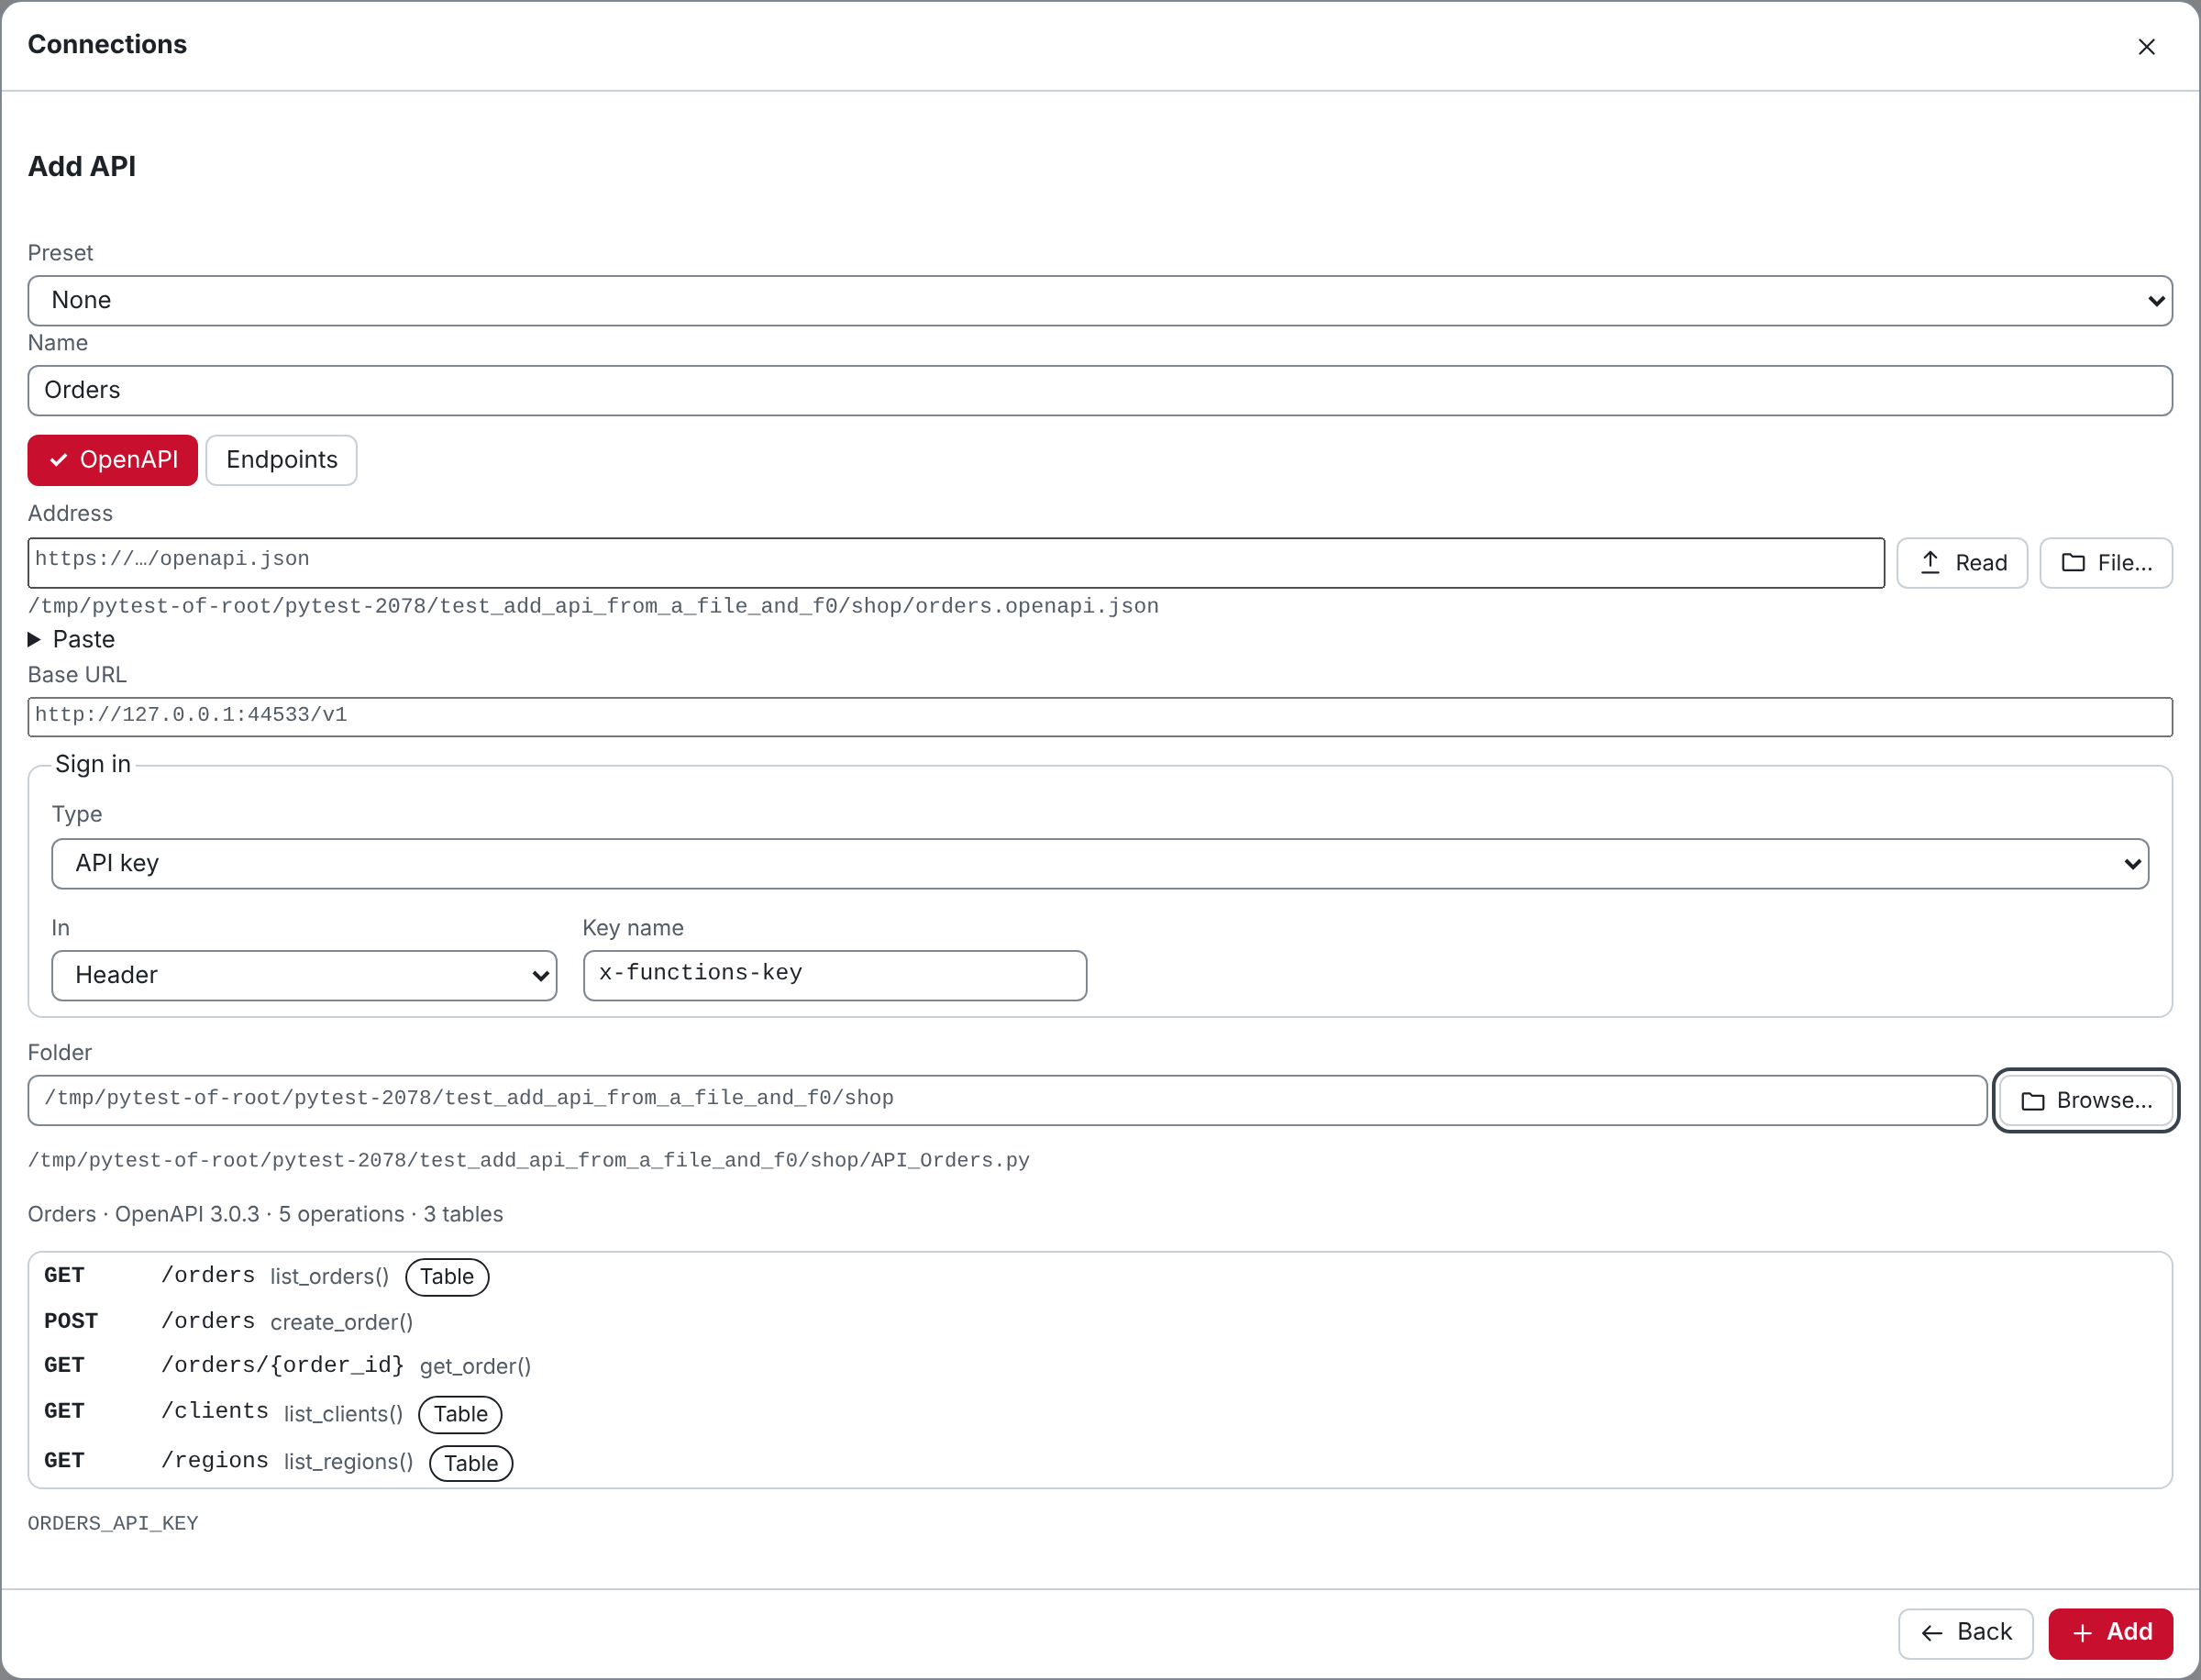 Connections
Add API
Preset
None
Name
Orders
OpenAPI
Endpoints
Address
https://…/openapi.json
Read
File...
/tmp/pytest-of-root/pytest-2078/test_add_api_from_a_file_and_f0/shop/orders.openapi.json
Paste
Base URL
http://127.0.0.1:44533/v1
Sign in
Type
API key
In
Key name
Header
x-functions-key
Folder
/tmp/pytest-of-root/pytest-2078/test_add_api_from_a_file_and_f0/shop
Browse...
/tmp/pytest-of-root/pytest-2078/test_add_api_from_a_file_and_f0/shop/API_Orders.py
Orders · OpenAPI 3.0.3 · 5 operations · 3 tables
GET /orders list_orders() Table
POST /orders create_order()
GET /orders/{order_id} get_order()
GET /clients list_clients() Table
GET /regions list_regions() Table
ORDERS_API_KEY
Back
Add